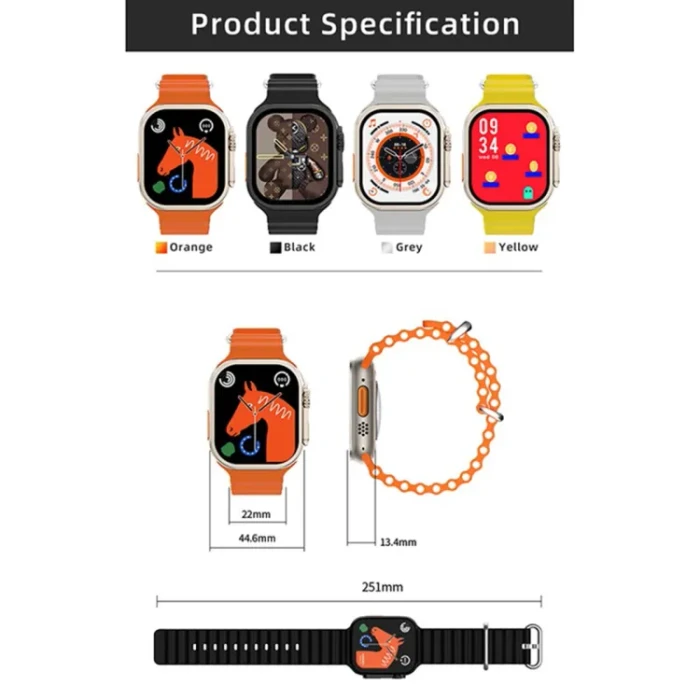 Product Specification
09
34
Orange
Black
Grey
Yellow
22mm
44.6mm
13.4mm
251mm